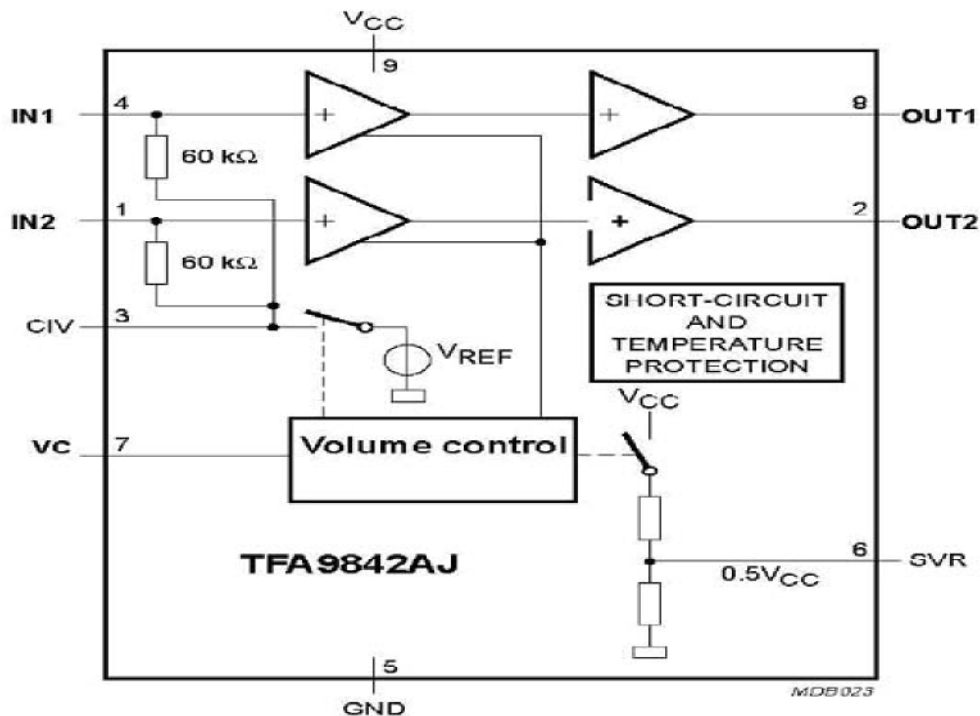 VCC
9
IN1
4
60 kΩ
8
OUT1
IN2
1
60 kΩ
2
OUT2
CIV
3
VREF
SHORT-CIRCUIT
AND
TEMPERATURE
PROTECTION
VCC
VC
7
Volume control
TFA9842AJ
0.5VCC
6
SVR
5
GND
MDB023